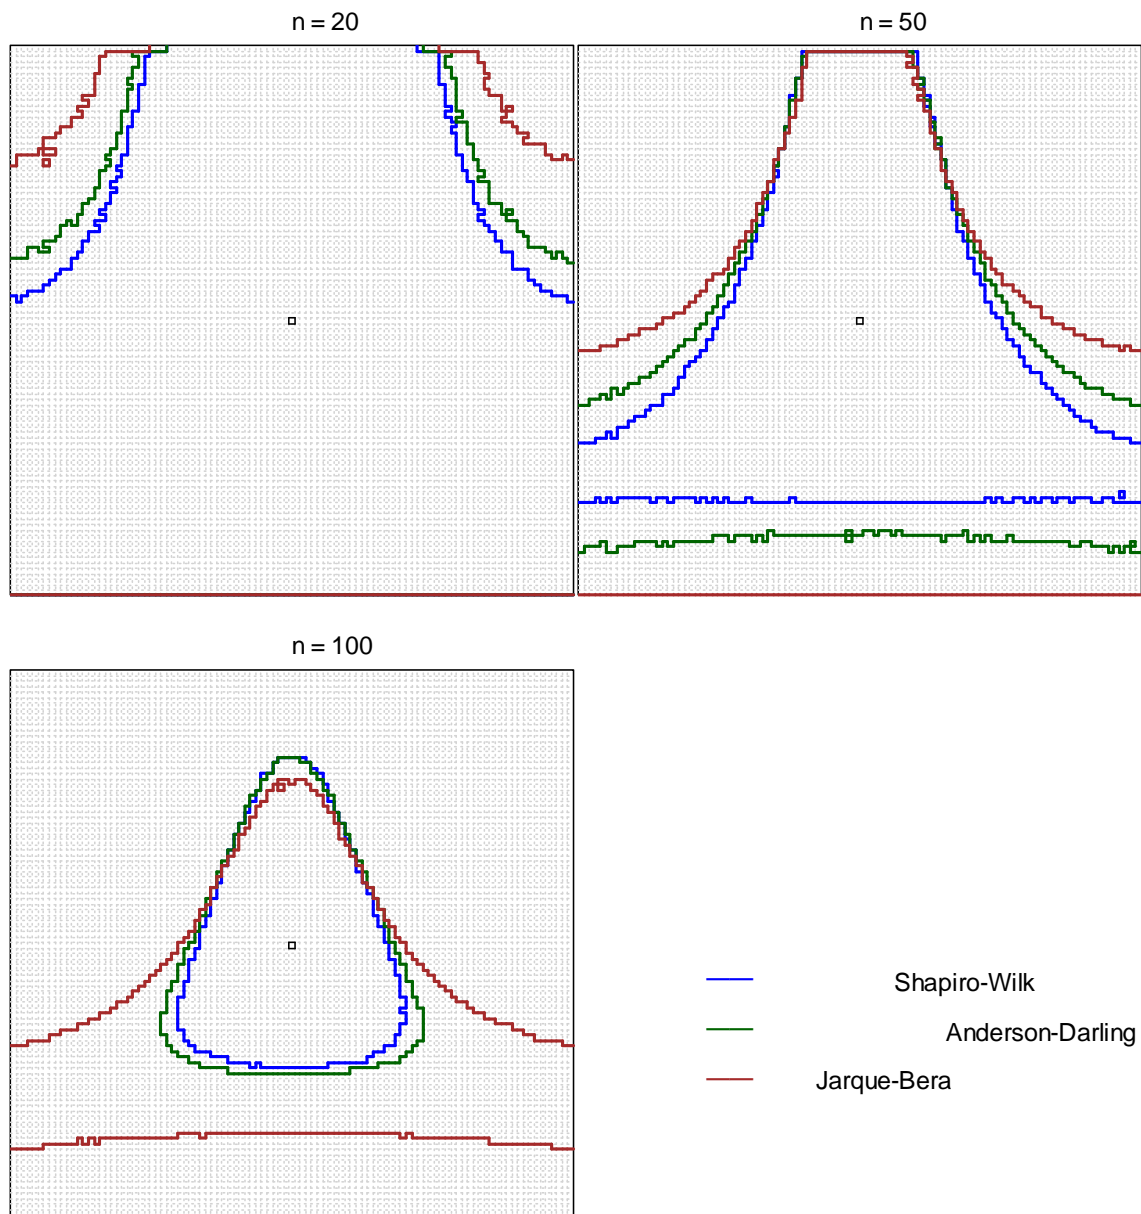 n = 20
n = 50
n = 100
Shapiro-Wilk
Anderson-Darling
Jarque-Bera